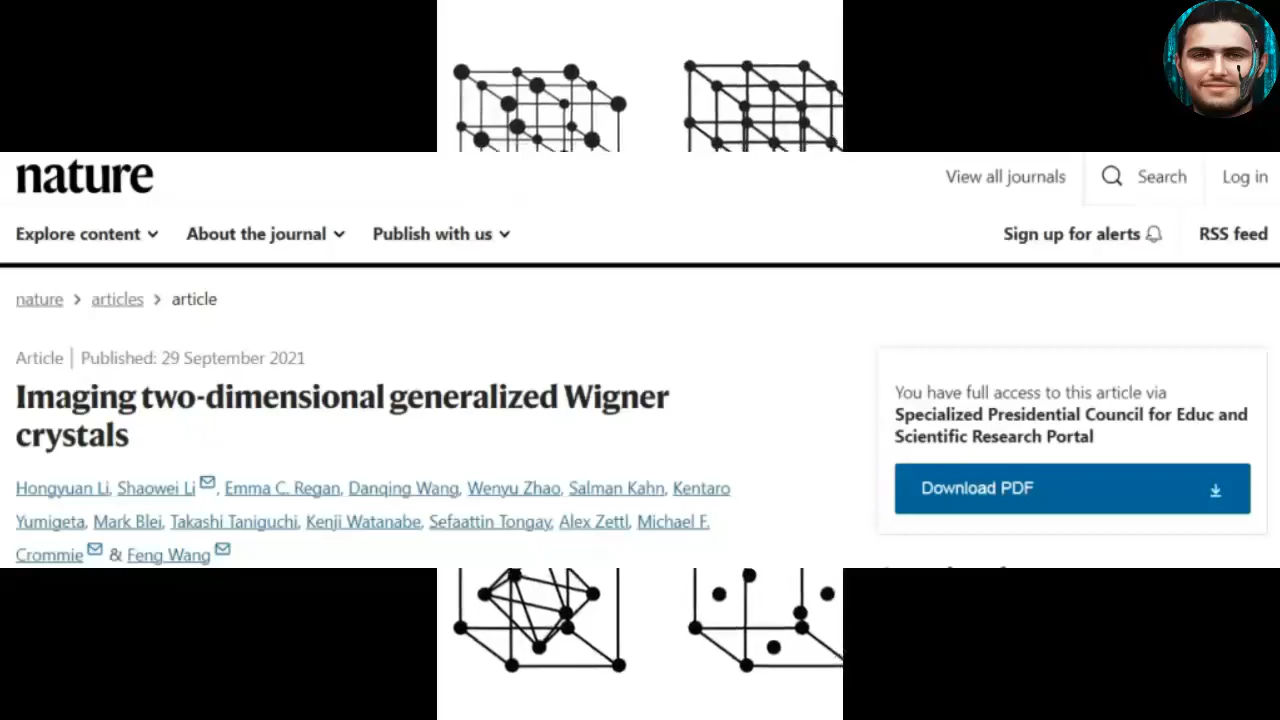 nature
View all journals
Search
Log in
Explore content
About the journal
Publish with us
Sign up for alerts
RSS feed
nature > articles > article
Article | Published: 29 September 2021
Imaging two-dimensional generalized Wigner
crystals
Hongyuan Li, Shaowei Li, Emma C. Regan, Danqing Wang, Wenyu Zhao, Salman Kahn, Kentaro
Yumigeta, Mark Blei, Takashi Taniguchi, Kenji Watanabe, Sefaattin Tongay, Alex Zettl, Michael F.
Crommie & Feng Wang
You have full access to this article via
Specialized Presidential Council for Educ and
Scientific Research Portal
Download PDF